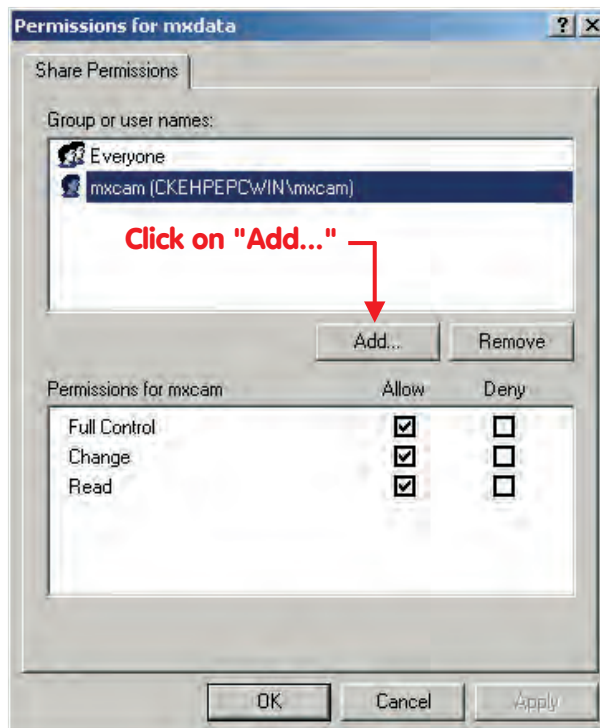 Permissions for mxdata
Share Permissions
Group or user names:
Everyone
mxcam (CKEHPEPCWIN\mxcam)
Click on "Add..."
Add... Remove
Permissions for mxcam Allow Deny
Full Control
Change
Read
OK Cancel Apply